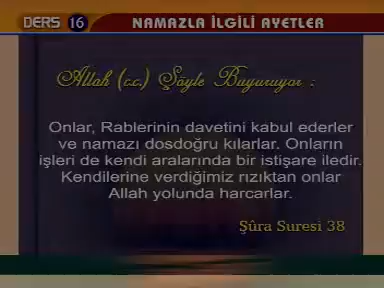 DERS 16 NAMAZLA İLGİLİ AYETLER
Allah (c.c.) Şöyle Buyuruyor :
Onlar, Rablerinin davetini kabul ederler
ve namazı dosdoğru kılarlar. Onların
işleri de kendi aralarında bir istişare iledir.
Kendilerine verdiğimiz rızıktan onlar
Allah yolunda harcarlar.
Şûra Suresi 38